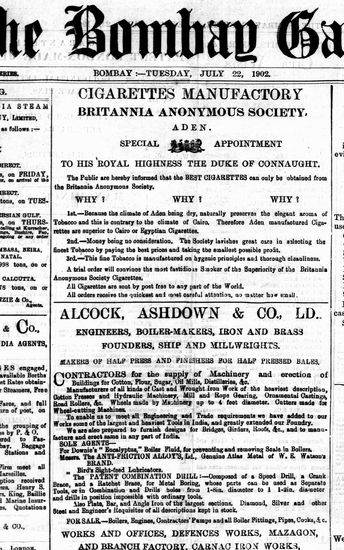 The Bombay Ga
SERIES.
BOMBAY :—TUESDAY, JULY 22, 1902.
CIGARETTES MANUFACTORY
BRITANNIA ANONYMOUS SOCIETY,
ADEN.
SPECIAL APPOINTMENT
TO HIS ROYAL HIGHNESS THE DUKE OF CONNAUGHT.
The Public are hereby informed that the BEST CIGARETTES can only be obtained from
the Britannia Anonymous Society.
WHY? WHY? WHY?
1st.—Because the climate of Aden being dry, naturally preserves the elegant aroma of
Tobacco and this is contrary to the climate of Cairo. Therefore Aden manufactured Ciga-
rettes are superior to Cairo or Egyptian Cigarettes.
2nd.—Money being no consideration. The Society lavishes great care in selecting the
finest Tobacco by paying the best prices and taking the smallest possible profit.
3rd.—This fine Tobacco is manufactured on hygienic principles and thorough cleanliness.
A trial order will convince the most fastidious Smoker of the Superiority of the Britannia
Anonymous Society Cigarettes.
All Cigarettes are sent by post free to any part of the World.
All orders receive the quickest and most careful attention, no matter how small.
ALCOCK, ASHDOWN & CO., LD..
ENGINEERS, BOILER-MAKERS, IRON AND BRASS
FOUNDERS, SHIP AND MILLWRIGHTS.
MAKERS OF HALF PRESS AND FINISHERS FOR HALF PRESSED BALES.
CONTRACTORS for the supply of Machinery and erection of
Buildings for Cotton, Flour, Sugar, Oil Mills, Distilleries, &c.
Manufacturers of all kinds of Cast and Wrought Iron Work of the heaviest description,
Cotton Presses and Hydraulic Machinery, Mill and Rope Gearing, Ornamental Castings,
Road Rollers, &c. Wheels made by Machinery up to 4 feet diameter. Cutters made for
Wheel-cutting Machines.
To enable us to meet all Engineering and Trade requirements we have added to our
Works some of the largest and heaviest Tools in India, and greatly extended our Foundry.
We are also prepared to furnish designs for Bridges, Girders, Roofs, &c., and to manu-
facture and erect same in any part of India.
SOLE AGENTS—
For Downie's "Eucalyptus," Boiler Fluid, for preventing and removing Scale in Boilers.
Messrs. The ANTI-FRICTION ALLOYS, Ld., Genuine Atlas Metal of W. E. WATSON'S
BRAND.
Birch's Sight-feed Lubricators.
THE PATENT COMBINATION DRILL:—Composed of a Speed Drill, a Crank
Brace, and a Ratchet Brace, for Metal Boring, whose parts can be used as Separate
Tools, or in Combination and Drills holes from
and drills in position impossible with ordinary tools.
Also Puts, Bar, and Angle Iron of the largest sections, Diamond, Silver and other
Steel and Engineer's Requisites of all descriptions kept in stock.
FOR SALE.—Boilers, Engines, Contractors' Pumps and all Boiler Fittings, Pipes, Cocks, &c.
WORKS AND OFFICES, DEFENCES WORKS, MAZAGON,
AND BRANCH FACTORY, CARNAC IRON WORKS,